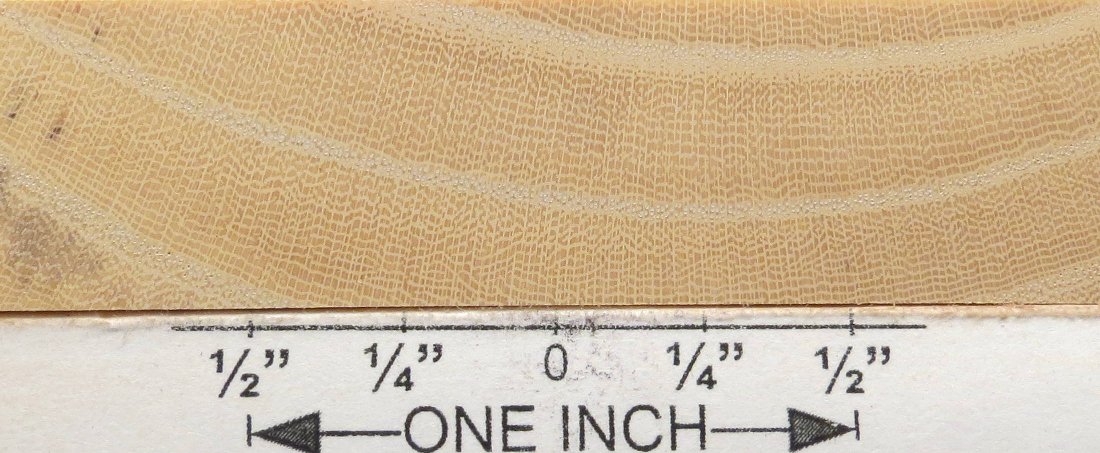 ½” ¼” 0 ¼” ½”
ONE INCH